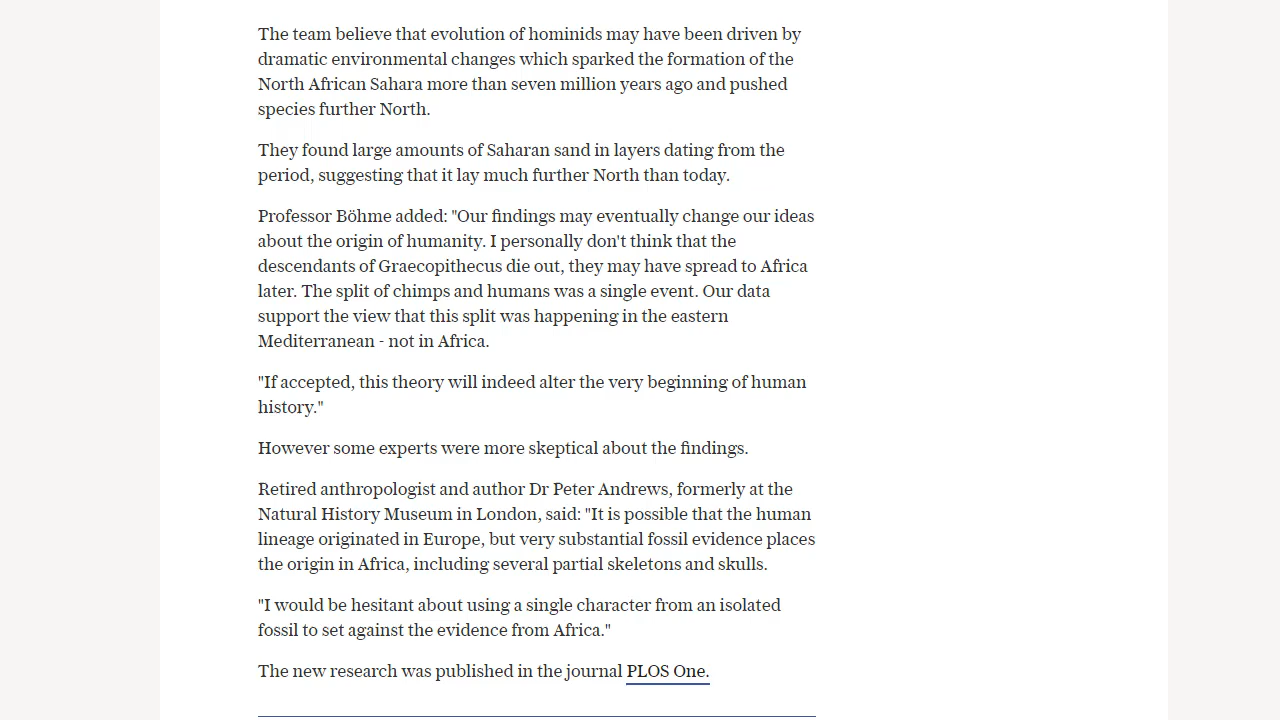 The team believe that evolution of hominids may have been driven by
dramatic environmental changes which sparked the formation of the
North African Sahara more than seven million years ago and pushed
species further North.
They found large amounts of Saharan sand in layers dating from the
period, suggesting that it lay much further North than today.
Professor Böhme added: "Our findings may eventually change our ideas
about the origin of humanity. I personally don't think that the
descendants of Graecopithecus die out, they may have spread to Africa
later. The split of chimps and humans was a single event. Our data
support the view that this split was happening in the eastern
Mediterranean - not in Africa.
"If accepted, this theory will indeed alter the very beginning of human
history."
However some experts were more skeptical about the findings.
Retired anthropologist and author Dr Peter Andrews, formerly at the
Natural History Museum in London, said: "It is possible that the human
lineage originated in Europe, but very substantial fossil evidence places
the origin in Africa, including several partial skeletons and skulls.
"I would be hesitant about using a single character from an isolated
fossil to set against the evidence from Africa."
The new research was published in the journal PLOS One.